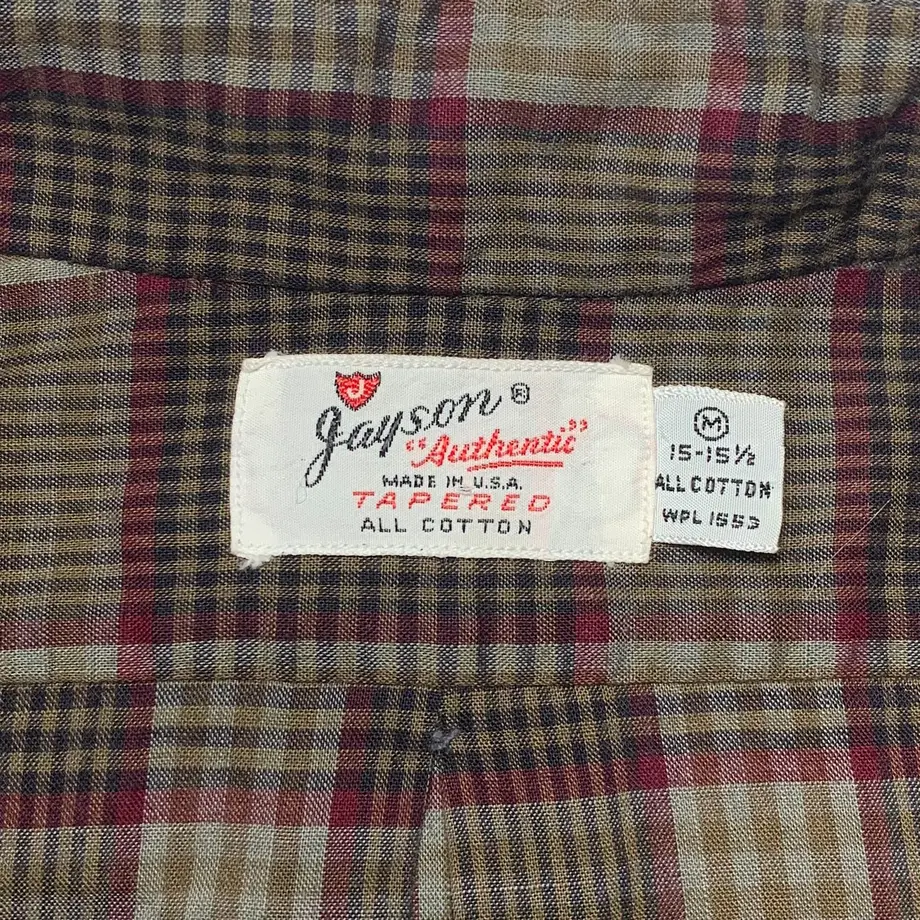 J
Jayson ®
"Authentic"
MADE IN U.S.A.
TAPERED
ALL COTTON
M
15-15½
ALL COTTON
WPL 1553